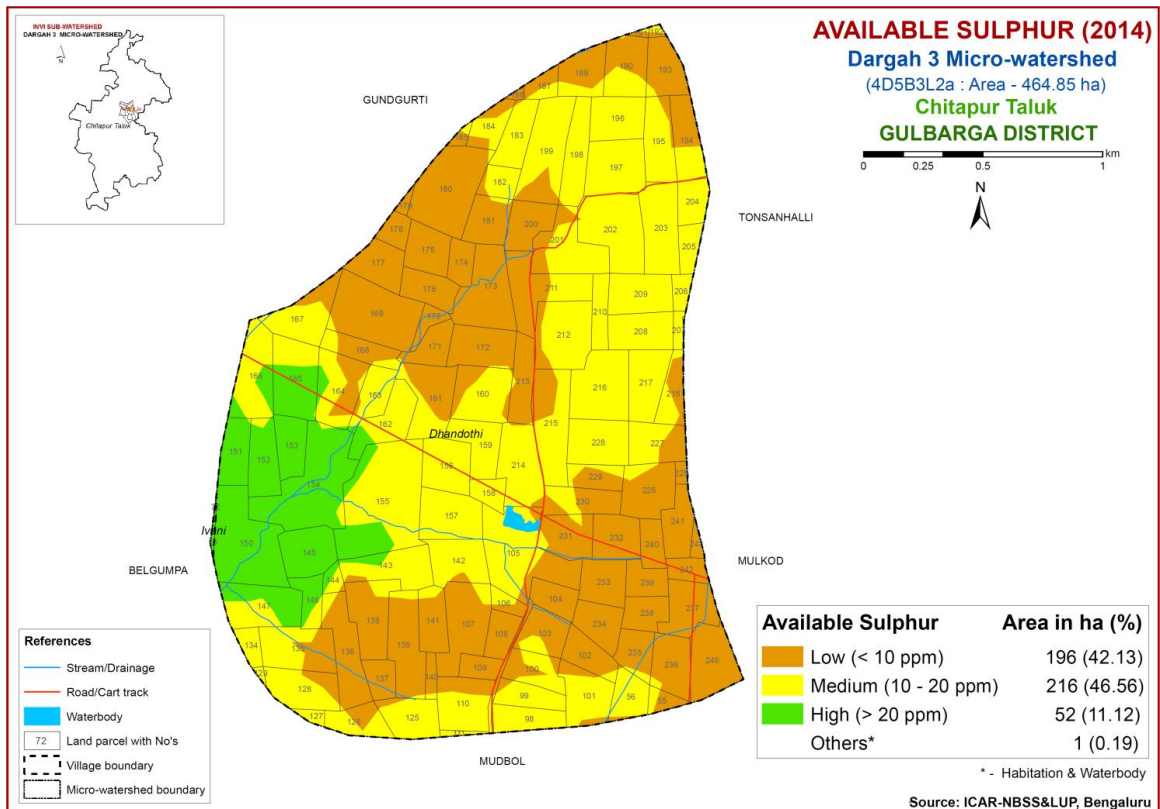 INVI SUB-WATERSHED
DARGAH 3 MICRO-WATERSHED
N
Chitapur Taluk
AVAILABLE SULPHUR (2014)
Dargah 3 Micro-watershed
(4D5B3L2a : Area - 464.85 ha)
Chitapur Taluk
GULBARGA DISTRICT
km
0 0.25 0.5 1
N
GUNDGURTI
TONSANHALLI
190 193
189
187
184 183 196
185 199 198 195 194
197
182
180
179 204
181 200
178 202 203
201
175 205
177 174
176 173 211 206
209
169 210
167 170 208 207
212
168 171 172
166 165 213 216 217
164 163 161 160 218
162 215
Dhandothi
151 153 159 228 227
152 158 214
154 229
155 158 226
230
157 241
Ivani
150 231 232 240
145 105
143 142 242
BELGUMPA
MULKOD
144 233 239
147 146 106 104
138 141 107 238 237
134 135 139 108 103 234
136 235
102 236 248
129 137 109 100
128 140 101 56
99 55
127 126 125 110
98
111
MUDBOL
References
Stream/Drainage
Road/Cart track
Waterbody
72 Land parcel with No's
Village boundary
Micro-watershed boundary
Available Sulphur Area in ha (%)
Low (< 10 ppm) 196 (42.13)
Medium (10 - 20 ppm) 216 (46.56)
High (> 20 ppm) 52 (11.12)
Others* 1 (0.19)
* - Habitation & Waterbody
Source: ICAR-NBSS&LUP, Bengaluru